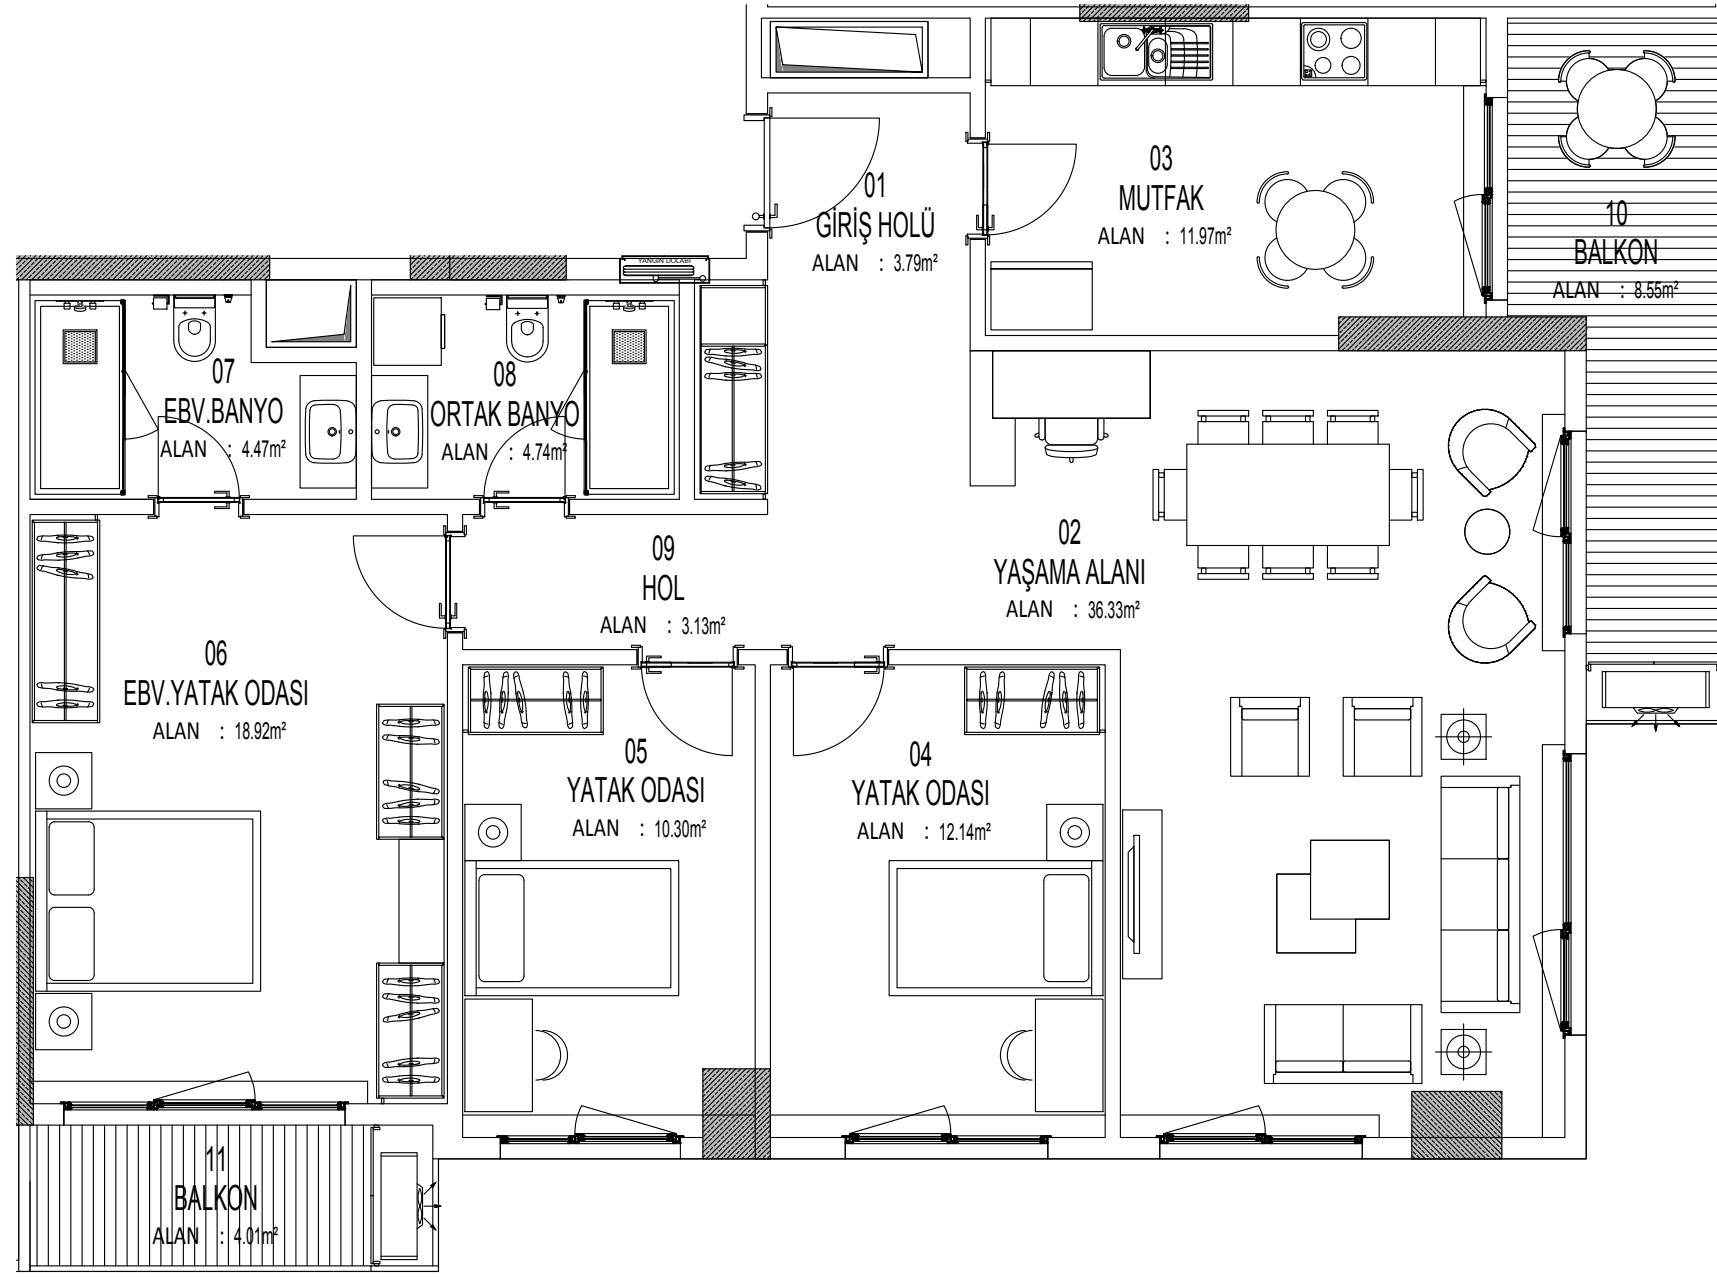 01
GİRİŞ HOLÜ
ALAN : 3.79m²
03
MUTFAK
ALAN : 11.97m²
10
BALKON
ALAN : 8.55m²
YANGIN DOLABI
07
EBV.BANYO
ALAN : 4.47m²
08
ORTAK BANYO
ALAN : 4.74m²
09
HOL
ALAN : 3.13m²
02
YAŞAMA ALANI
ALAN : 36.33m²
06
EBV.YATAK ODASI
ALAN : 18.92m²
05
YATAK ODASI
ALAN : 10.30m²
04
YATAK ODASI
ALAN : 12.14m²
11
BALKON
ALAN : 4.01m²